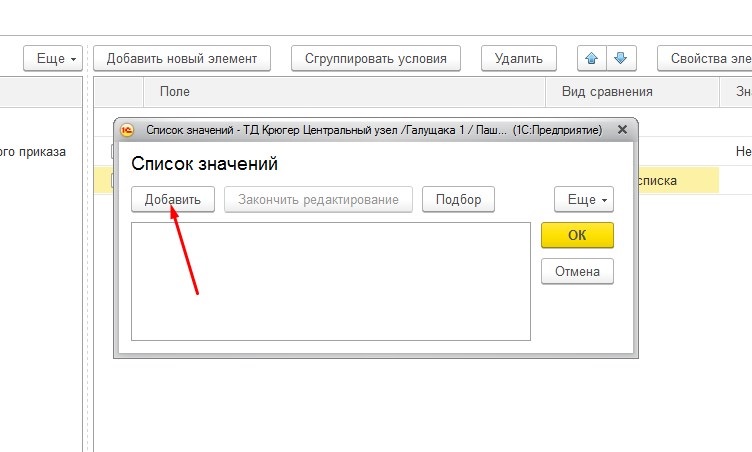 Еще
Добавить новый элемент
Сгруппировать условия
Удалить
Свойства эле
Поле
Вид сравнения
Зн
1С Список значений - ТД Крюгер Центральный узел /Галущака 1 / Паш... (1С:Предприятие)
ого приказа
Не
Список значений
списка
Добавить
Закончить редактирование
Подбор
Еще
ОК
Отмена